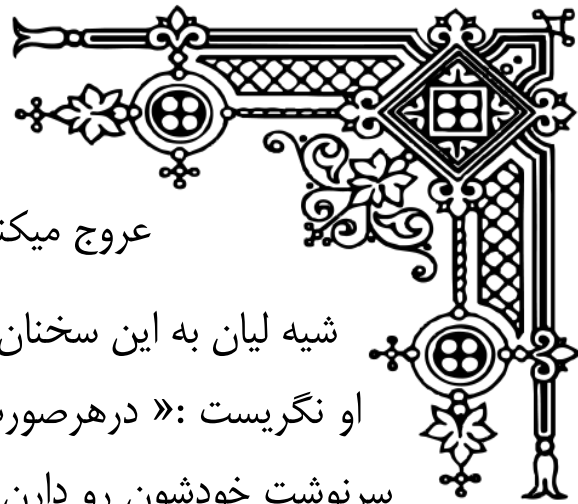 عروج میکن
شیه لیان به این سخنان
او نگریست :« درهرصور
سرنوشت خودشون رو دارن